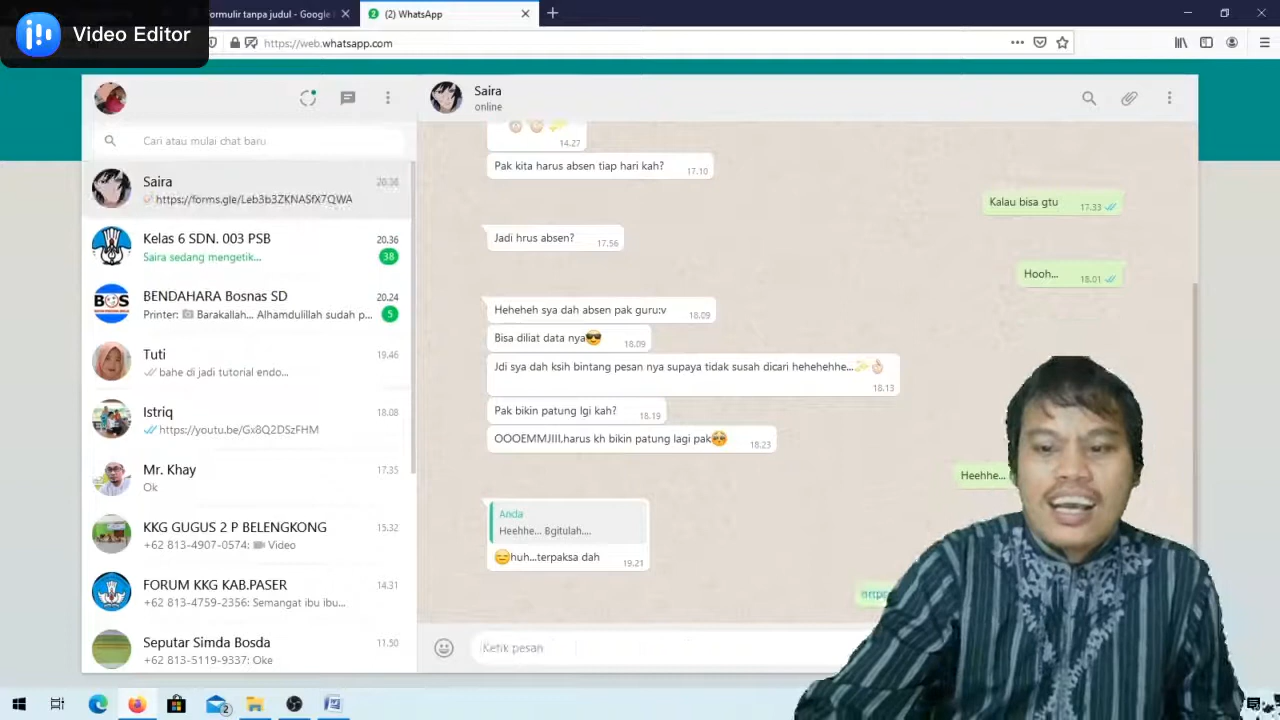 Video Editor
ormulir tanpa judul - Google
(2) WhatsApp
https://web.whatsapp.com
Saira
online
Cari atau mulai chat baru
Saira
20.36
https://forms.gle/Leb3b3ZKNASfX7QWA
Kelas 6 SDN. 003 PSB
20.36
Saira sedang mengetik...
38
BENDAHARA Bosnas SD
20.24
Printer: Barakallah... Alhamdulillah sudah p...
5
Tuti
19.46
bahe di jadi tutorial endo...
Istriq
18.08
https://youtu.be/Gx8Q2DSzFHM
Mr. Khay
17.35
Ok
KKG GUGUS 2 P BELENGKONG
15.32
+62 813-4907-0574: Video
FORUM KKG KAB.PASER
14.31
+62 813-4759-2356: Semangat ibu ibu...
Seputar Simda Bosda
11.50
+62 813-5119-9337: Oke
14.27
Pak kita harus absen tiap hari kah?
17.10
Kalau bisa gtu
17.33
Jadi hrus absen?
17.56
Hooh...
18.01
Heheheh sya dah absen pak guru:v
18.09
Bisa diliat data nya
18.09
Jdi sya dah ksih bintang pesan nya supaya tidak susah dicari hehehehhe...
18.13
Pak bikin patung lgi kah?
18.19
OOOEMMJIII.harus kh bikin patung lagi pak
18.23
Heehhe...
Anda
Heehhe... Bgitulah....
huh...terpaksa dah
19.21
Ketik pesan
2